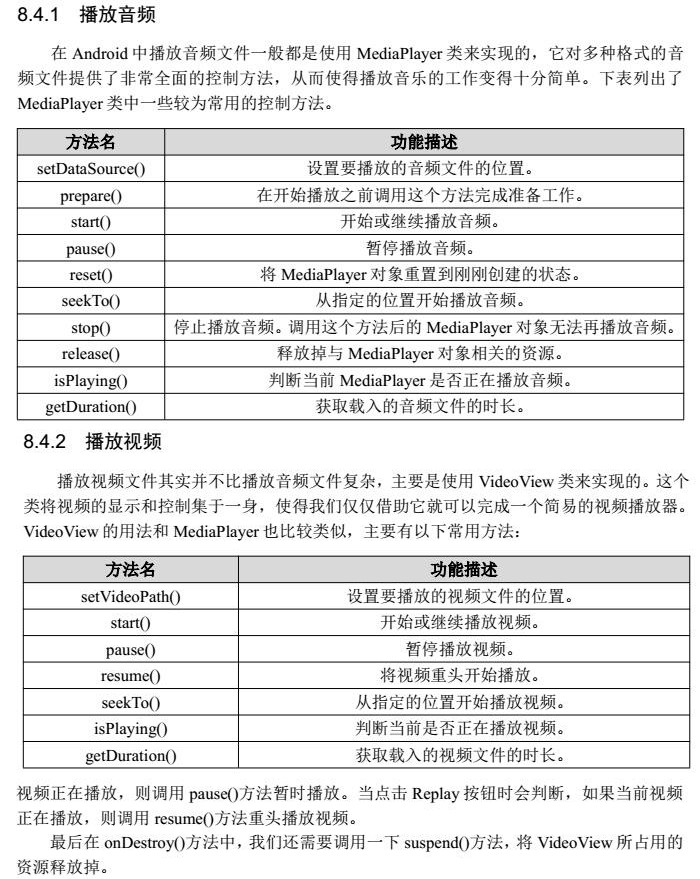 8.4.1 播放音频
在 Android 中播放音频文件一般都是使用 MediaPlayer 类来实现的，它对多种格式的音
频文件提供了非常全面的控制方法，从而使得播放音乐的工作变得十分简单。下表列出了
MediaPlayer 类中一些较为常用的控制方法。
方法名 功能描述
setDataSource() 设置要播放的音频文件的位置。
prepare() 在开始播放之前调用这个方法完成准备工作。
start() 开始或继续播放音频。
pause() 暂停播放音频。
reset() 将 MediaPlayer 对象重置到刚刚创建的状态。
seekTo() 从指定的位置开始播放音频。
stop() 停止播放音频。调用这个方法后的 MediaPlayer 对象无法再播放音频。
release() 释放掉与 MediaPlayer 对象相关的资源。
isPlaying() 判断当前 MediaPlayer 是否正在播放音频。
getDuration() 获取载入的音频文件的时长。
8.4.2 播放视频
播放视频文件其实并不比播放音频文件复杂，主要是使用 VideoView 类来实现的。这个
类将视频的显示和控制集于一身，使得我们仅仅借助它就可以完成一个简易的视频播放器。
VideoView 的用法和 MediaPlayer 也比较类似，主要有以下常用方法：
方法名 功能描述
setVideoPath() 设置要播放的视频文件的位置。
start() 开始或继续播放视频。
pause() 暂停播放视频。
resume() 将视频重头开始播放。
seekTo() 从指定的位置开始播放视频。
isPlaying() 判断当前是否正在播放视频。
getDuration() 获取载入的视频文件的时长。
视频正在播放，则调用 pause()方法暂时播放。当点击 Replay 按钮时会判断，如果当前视频
正在播放，则调用 resume()方法重头播放视频。
最后在 onDestroy()方法中，我们还需要调用一下 suspend()方法，将 VideoView 所占用的
资源释放掉。